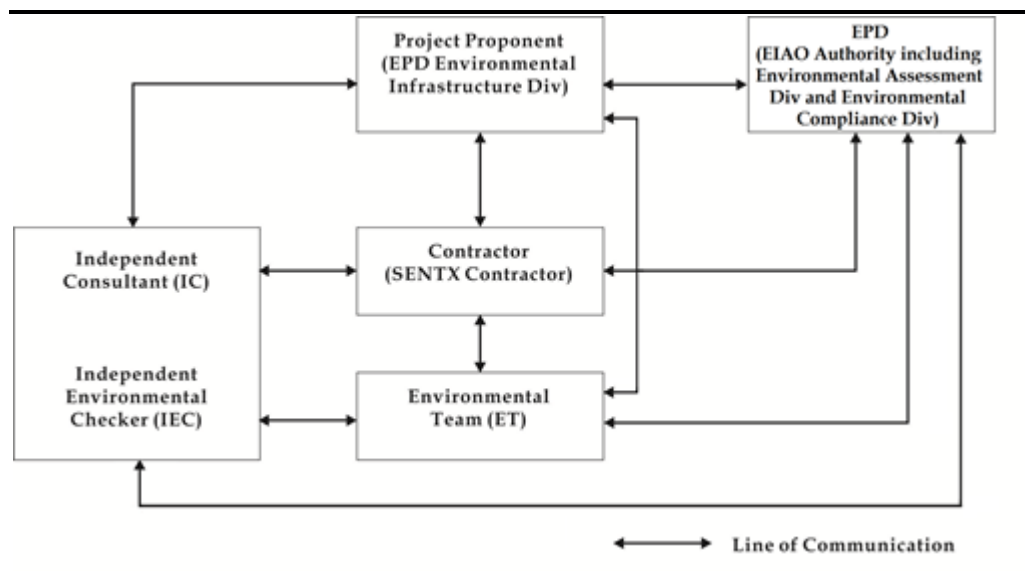 Project Proponent
(EPD Environmental
Infrastructure Div)
EPD
(EIAO Authority including
Environmental Assessment
Div and Environmental
Compliance Div)
Independent
Consultant (IC)
Contractor
(SENTX Contractor)
Independent
Environmental
Checker (IEC)
Environmental
Team (ET)
Line of Communication